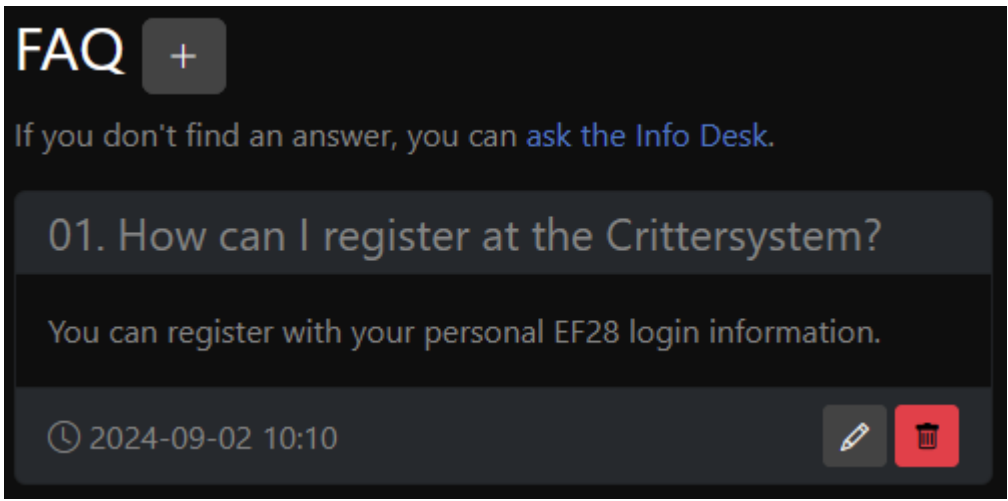 FAQ +
If you don't find an answer, you can ask the Info Desk.
01. How can I register at the Crittersystem?
You can register with your personal EF28 login information.
2024-09-02 10:10